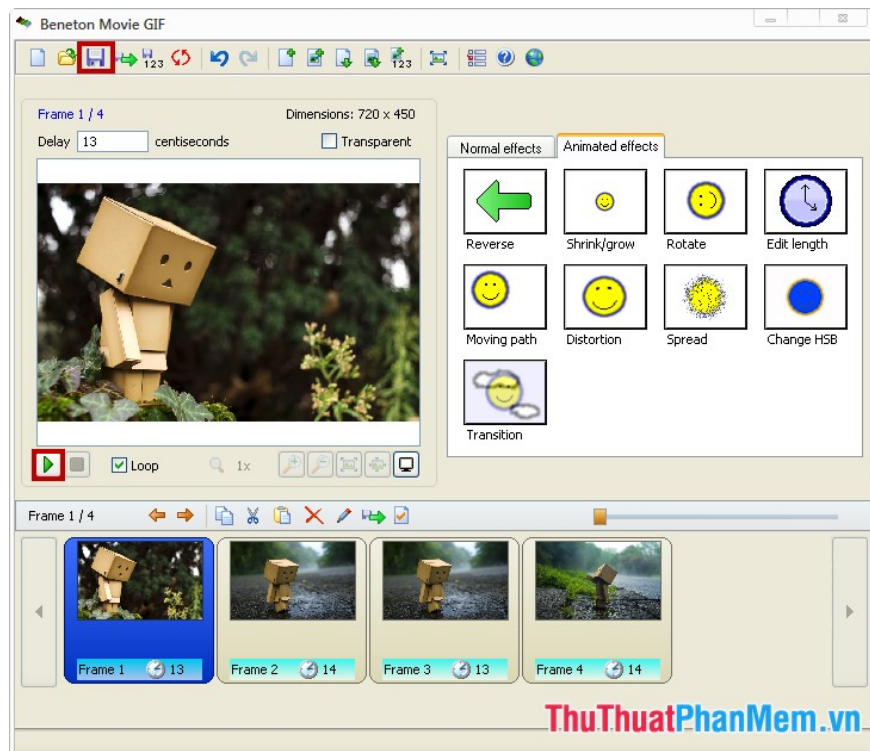 Beneton Movie GIF
123
123
Frame 1 / 4
Dimensions: 720 x 450
Delay 13 centiseconds
Transparent
Normal effects
Animated effects
Reverse
Shrink/grow
Rotate
Edit length
Moving path
Distortion
Spread
Change HSB
Transition
Loop
1x
Frame 1 / 4
Frame 1 13
Frame 2 14
Frame 3 13
Frame 4 14
ThuThuatPhanMem.vn